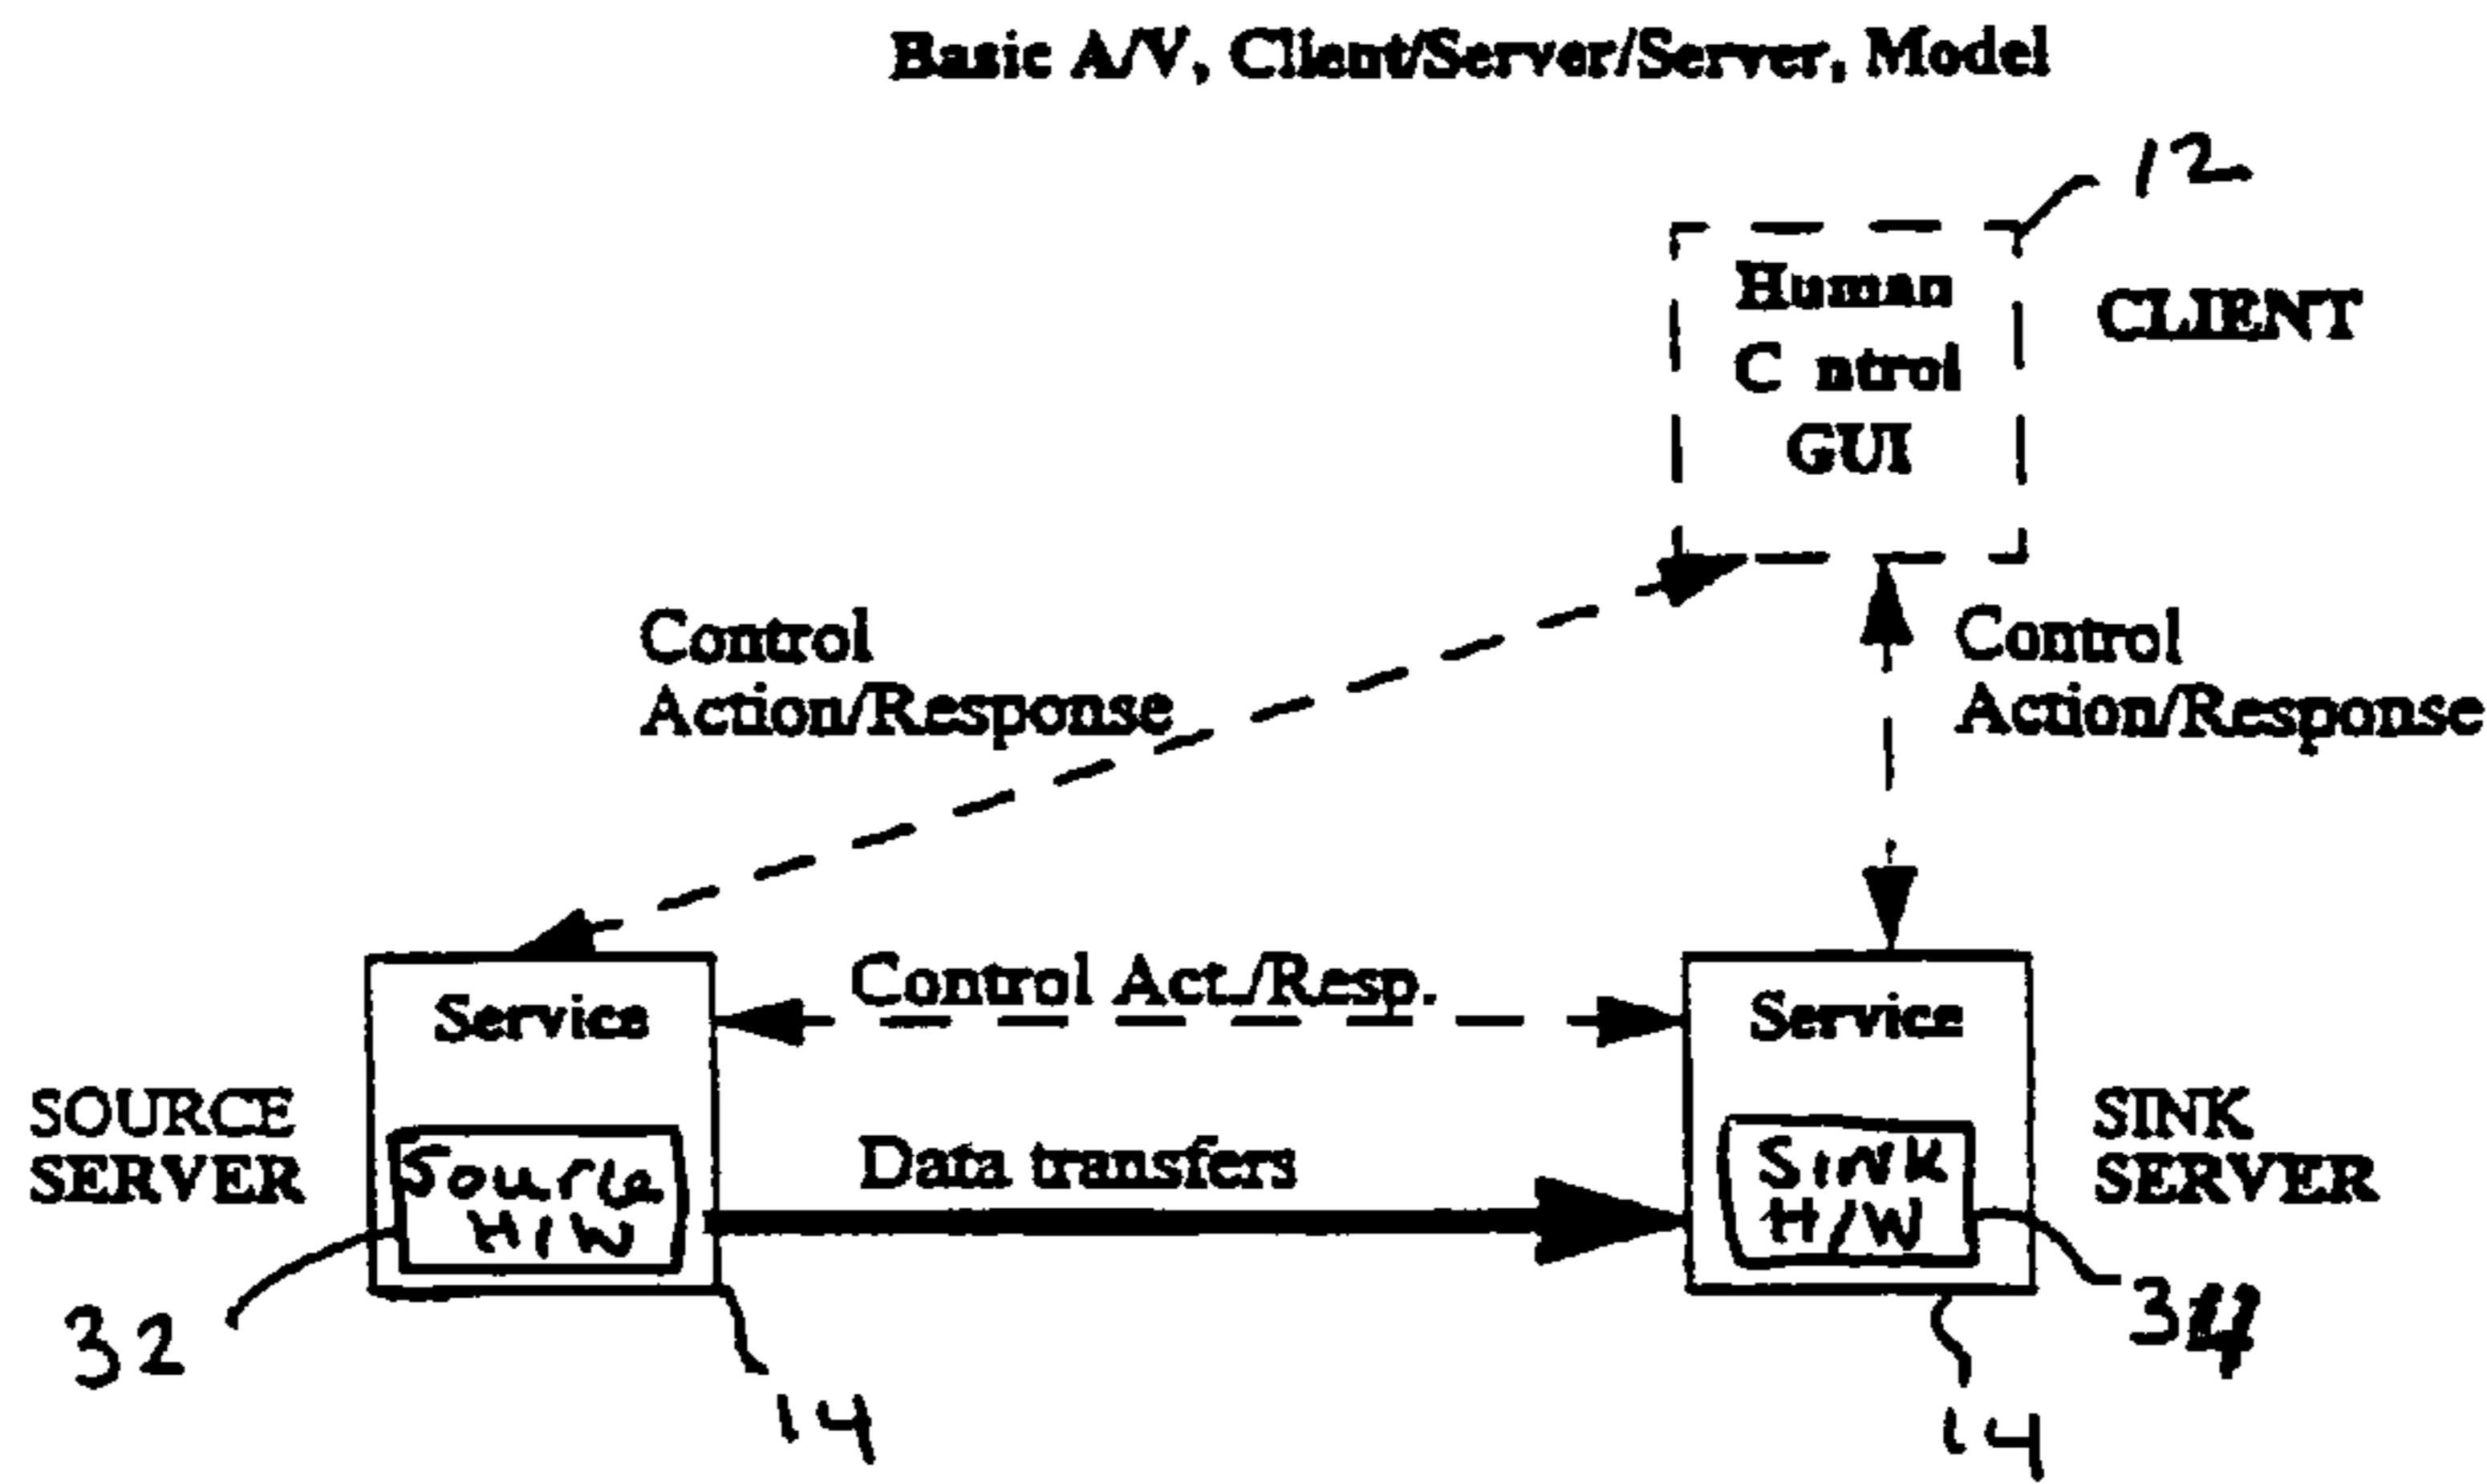 Basic A/V, Client/Server/Server, Model
12
Human
C ntrol
GUI
CLIENT
Control
Action/Response
Control
Action/Response
Service
Control Act./Resp.
Service
SOURCE
SERVER
Source
H/W
Data transfers
SINK
H/W
SINK
SERVER
32
14
34
14